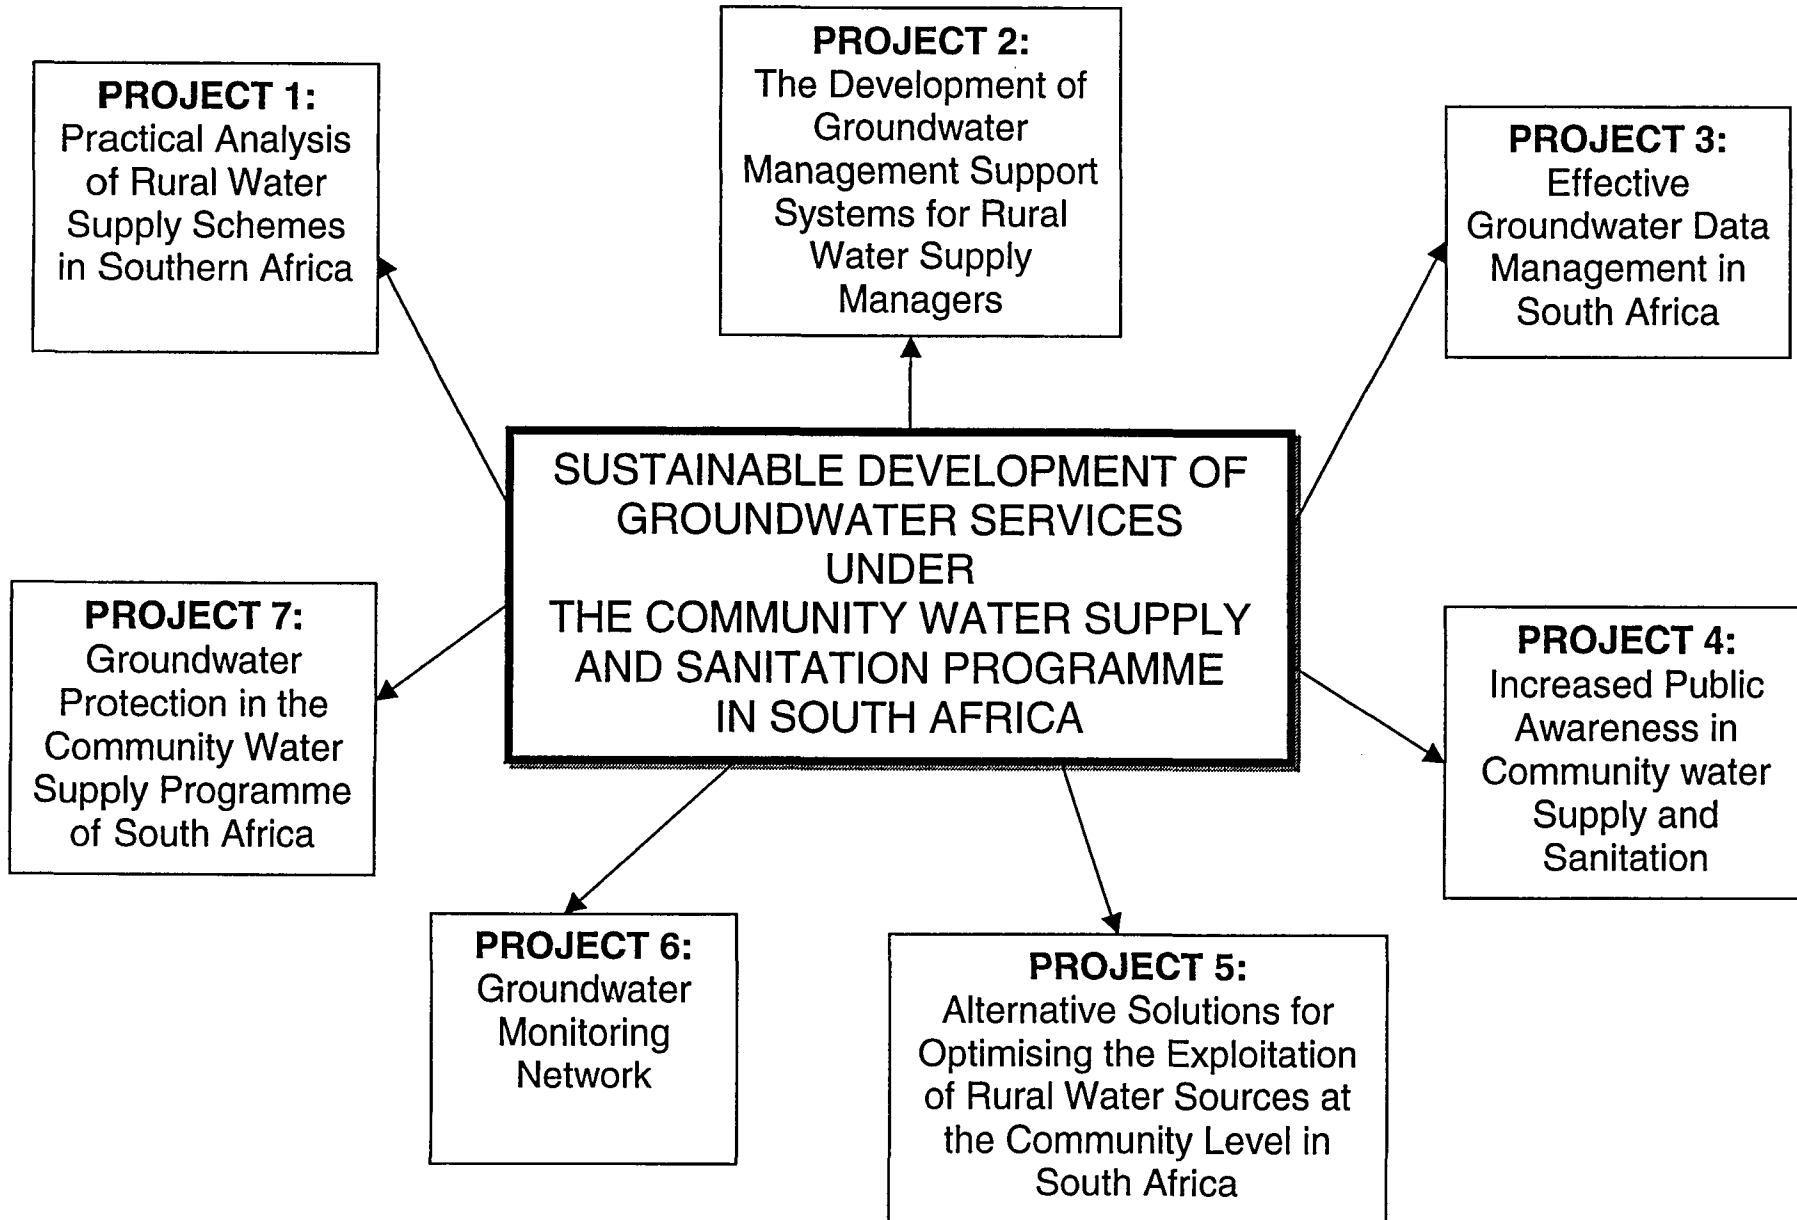 PROJECT 1:
Practical Analysis
of Rural Water
Supply Schemes
in Southern Africa
PROJECT 2:
The Development of
Groundwater
Management Support
Systems for Rural
Water Supply
Managers
PROJECT 3:
Effective
Groundwater Data
Management in
South Africa
SUSTAINABLE DEVELOPMENT OF
GROUNDWATER SERVICES
UNDER
THE COMMUNITY WATER SUPPLY
AND SANITATION PROGRAMME
IN SOUTH AFRICA
PROJECT 7:
Groundwater
Protection in the
Community Water
Supply Programme
of South Africa
PROJECT 4:
Increased Public
Awareness in
Community water
Supply and
Sanitation
PROJECT 6:
Groundwater
Monitoring
Network
PROJECT 5:
Alternative Solutions for
Optimising the Exploitation
of Rural Water Sources at
the Community Level in
South Africa